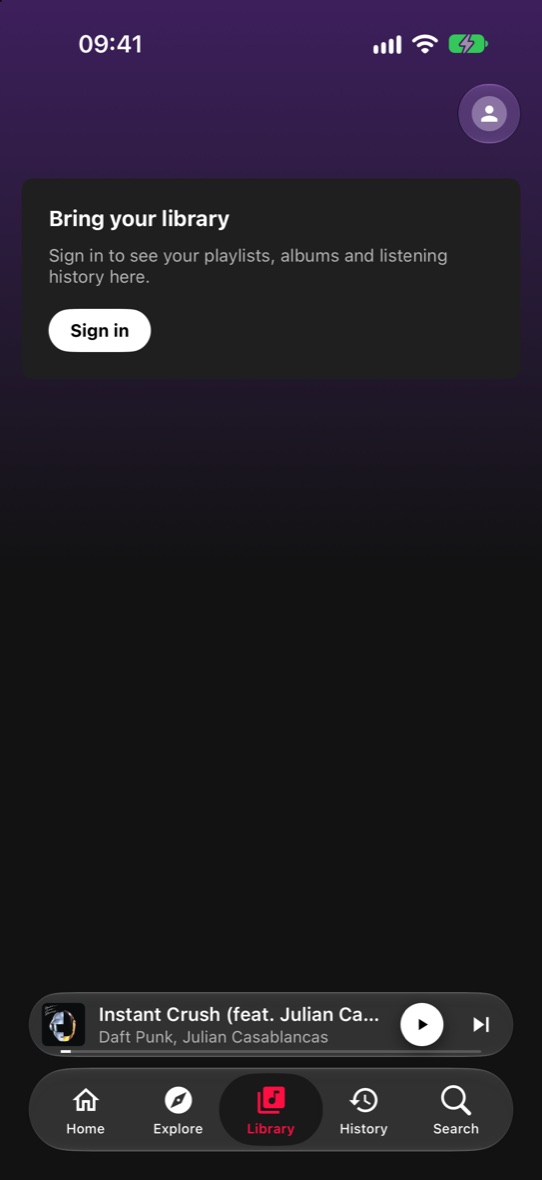 09:41
Bring your library
Sign in to see your playlists, albums and listening
history here.
Sign in
Instant Crush (feat. Julian Ca...
Daft Punk, Julian Casablancas
Home
Explore
Library
History
Search